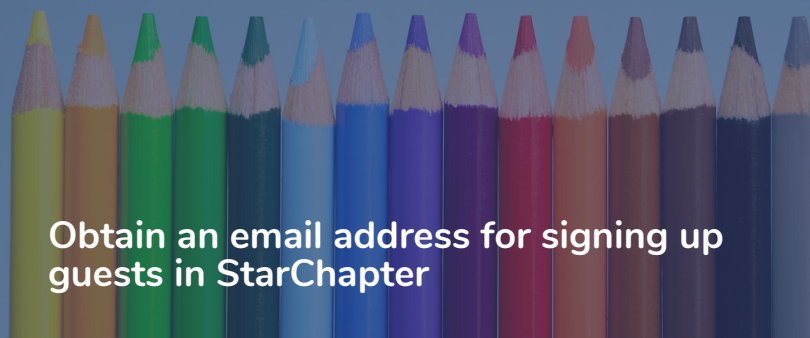 Obtain an email address for signing up
guests in StarChapter